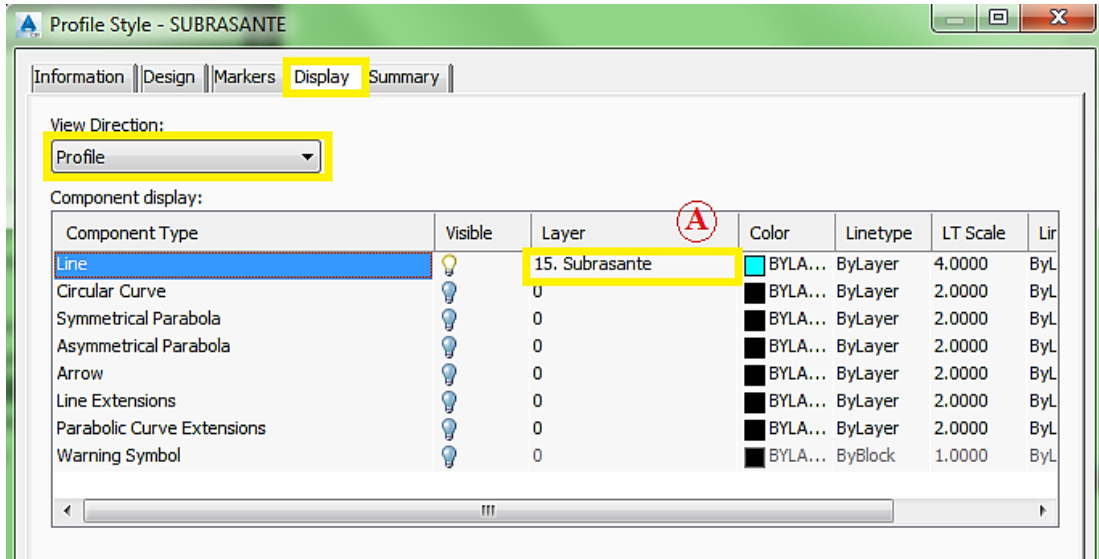 Profile Style - SUBRASANTE
Information Design Markers Display Summary
View Direction:
Profile
Component display:
A
Component Type Visible Layer Color Linetype LT Scale Lir
Line 15. Subrasante BYLA... ByLayer 4.0000 ByL
Circular Curve 0 BYLA... ByLayer 2.0000 ByL
Symmetrical Parabola 0 BYLA... ByLayer 2.0000 ByL
Asymmetrical Parabola 0 BYLA... ByLayer 2.0000 ByL
Arrow 0 BYLA... ByLayer 2.0000 ByL
Line Extensions 0 BYLA... ByLayer 2.0000 ByL
Parabolic Curve Extensions 0 BYLA... ByLayer 2.0000 ByL
Warning Symbol 0 BYLA... ByBlock 1.0000 ByL